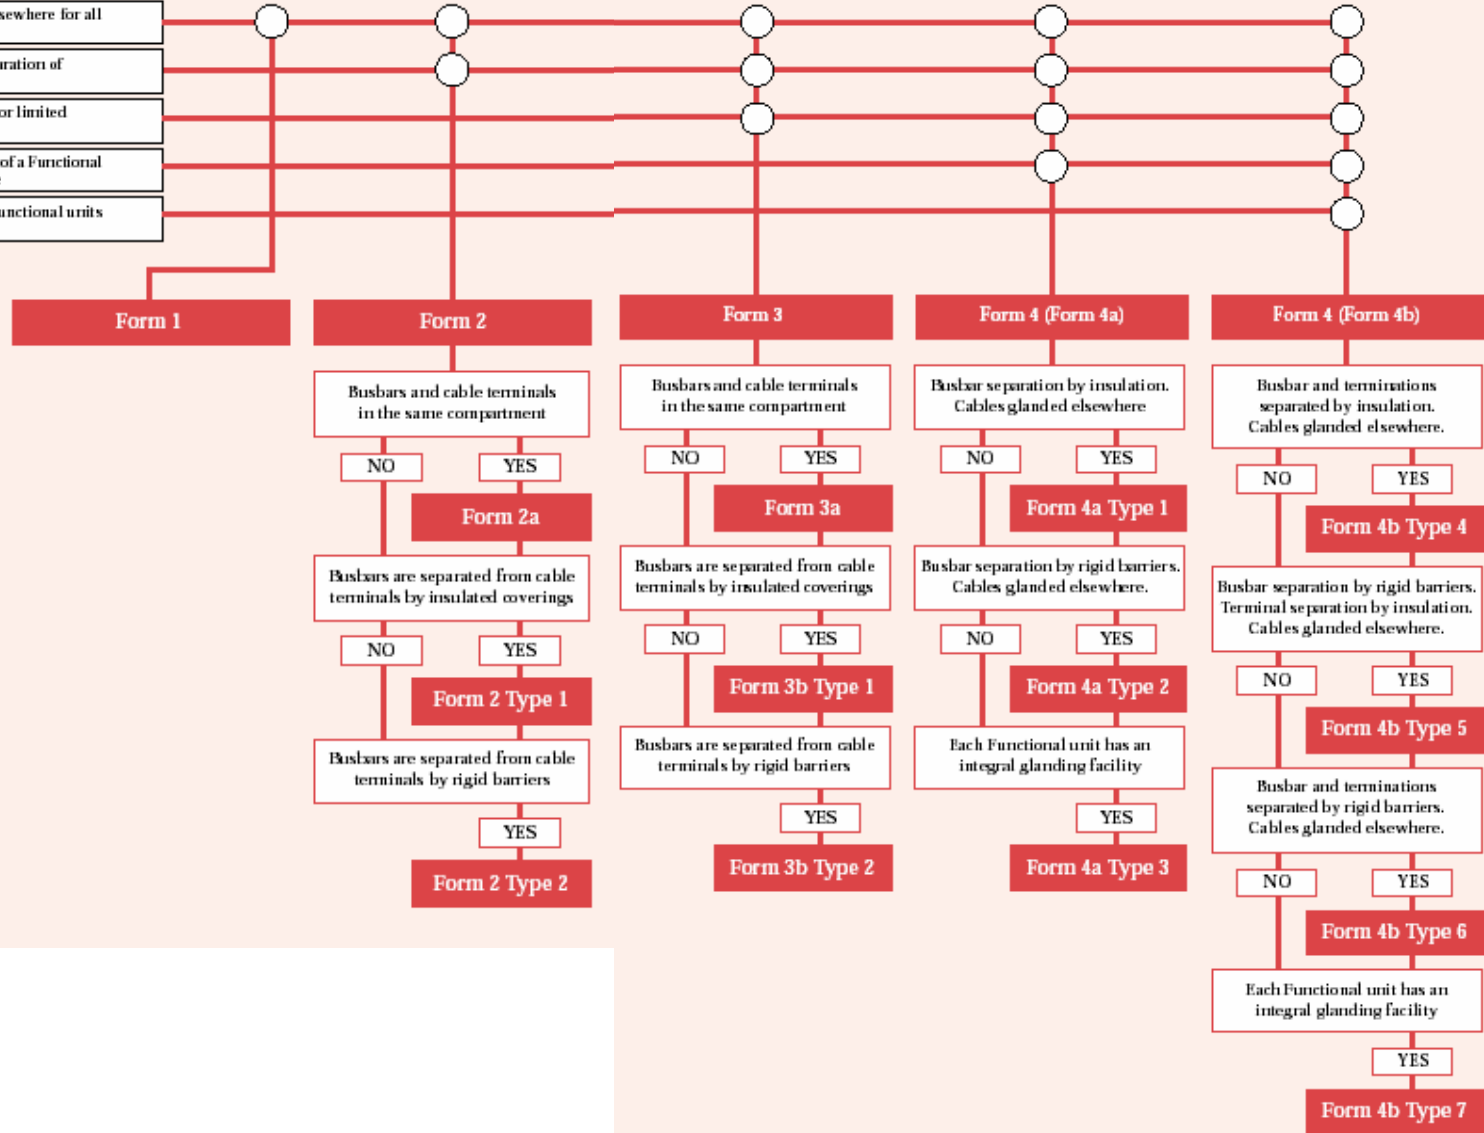 sewhere for all
ration of
or limited
of a Functional
unctional units
Form 1
Form 2
Busbars and cable terminals
in the same compartment
NO
YES
Form 2a
Busbars are separated from cable
terminals by insulated coverings
NO
YES
Form 2 Type 1
Busbars are separated from cable
terminals by rigid barriers
YES
Form 2 Type 2
Form 3
Busbars and cable terminals
in the same compartment
NO
YES
Form 3a
Busbars are separated from cable
terminals by insulated coverings
NO
YES
Form 3b Type 1
Busbars are separated from cable
terminals by rigid barriers
YES
Form 3b Type 2
Form 4 (Form 4a)
Busbar separation by insulation.
Cables glanded elsewhere
NO
YES
Form 4a Type 1
Busbar separation by rigid barriers.
Cables glanded elsewhere.
NO
YES
Form 4a Type 2
Each Functional unit has an
integral glanding facility
YES
Form 4a Type 3
Form 4 (Form 4b)
Busbar and terminations
separated by insulation.
Cables glanded elsewhere.
NO
YES
Form 4b Type 4
Busbar separation by rigid barriers.
Terminal separation by insulation.
Cables glanded elsewhere.
NO
YES
Form 4b Type 5
Busbar and terminations
separated by rigid barriers.
Cables glanded elsewhere.
NO
YES
Form 4b Type 6
Each Functional unit has an
integral glanding facility
YES
Form 4b Type 7